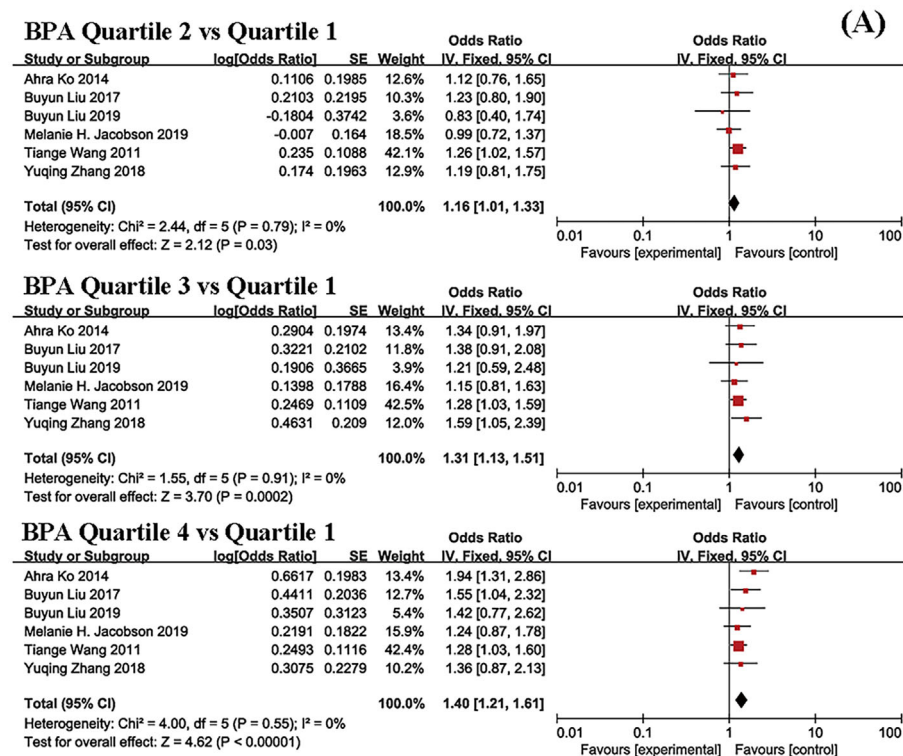 (A)
BPA Quartile 2 vs Quartile 1
Odds Ratio Odds Ratio
Study or Subgroup log[Odds Ratio] SE Weight IV. Fixed. 95% CI IV. Fixed. 95% CI
Ahra Ko 2014 0.1106 0.1985 12.6% 1.12 [0.76, 1.65]
Buyun Liu 2017 0.2103 0.2195 10.3% 1.23 [0.80, 1.90]
Buyun Liu 2019 -0.1804 0.3742 3.6% 0.83 [0.40, 1.74]
Melanie H. Jacobson 2019 -0.007 0.164 18.5% 0.99 [0.72, 1.37]
Tiange Wang 2011 0.235 0.1088 42.1% 1.26 [1.02, 1.57]
Yuqing Zhang 2018 0.174 0.1963 12.9% 1.19 [0.81, 1.75]
Total (95% CI) 100.0% 1.16 [1.01, 1.33]
Heterogeneity: Chi² = 2.44, df = 5 (P = 0.79); I² = 0%
Test for overall effect: Z = 2.12 (P = 0.03)
0.01 0.1 1 10 100
Favours [experimental] Favours [control]
BPA Quartile 3 vs Quartile 1
Odds Ratio Odds Ratio
Study or Subgroup log[Odds Ratio] SE Weight IV. Fixed. 95% CI IV. Fixed. 95% CI
Ahra Ko 2014 0.2904 0.1974 13.4% 1.34 [0.91, 1.97]
Buyun Liu 2017 0.3221 0.2102 11.8% 1.38 [0.91, 2.08]
Buyun Liu 2019 0.1906 0.3665 3.9% 1.21 [0.59, 2.48]
Melanie H. Jacobson 2019 0.1398 0.1788 16.4% 1.15 [0.81, 1.63]
Tiange Wang 2011 0.2469 0.1109 42.5% 1.28 [1.03, 1.59]
Yuqing Zhang 2018 0.4631 0.209 12.0% 1.59 [1.05, 2.39]
Total (95% CI) 100.0% 1.31 [1.13, 1.51]
Heterogeneity: Chi² = 1.55, df = 5 (P = 0.91); I² = 0%
Test for overall effect: Z = 3.70 (P = 0.0002)
0.01 0.1 1 10 100
Favours [experimental] Favours [control]
BPA Quartile 4 vs Quartile 1
Odds Ratio Odds Ratio
Study or Subgroup log[Odds Ratio] SE Weight IV. Fixed. 95% CI IV. Fixed. 95% CI
Ahra Ko 2014 0.6617 0.1983 13.4% 1.94 [1.31, 2.86]
Buyun Liu 2017 0.4411 0.2036 12.7% 1.55 [1.04, 2.32]
Buyun Liu 2019 0.3507 0.3123 5.4% 1.42 [0.77, 2.62]
Melanie H. Jacobson 2019 0.2191 0.1822 15.9% 1.24 [0.87, 1.78]
Tiange Wang 2011 0.2493 0.1116 42.4% 1.28 [1.03, 1.60]
Yuqing Zhang 2018 0.3075 0.2279 10.2% 1.36 [0.87, 2.13]
Total (95% CI) 100.0% 1.40 [1.21, 1.61]
Heterogeneity: Chi² = 4.00, df = 5 (P = 0.55); I² = 0%
Test for overall effect: Z = 4.62 (P < 0.00001)
0.01 0.1 1 10 100
Favours [experimental] Favours [control]